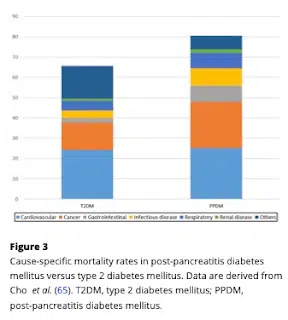 90
80
70
60
50
40
30
20
10
0
T2DM PPDM
Cardiovascular Cancer Gastrointestinal Infectious disease Respiratory Renal disease Others
Figure 3
Cause-specific mortality rates in post-pancreatitis diabetes
mellitus versus type 2 diabetes mellitus. Data are derived from
Cho et al. (65). T2DM, type 2 diabetes mellitus; PPDM,
post-pancreatitis diabetes mellitus.